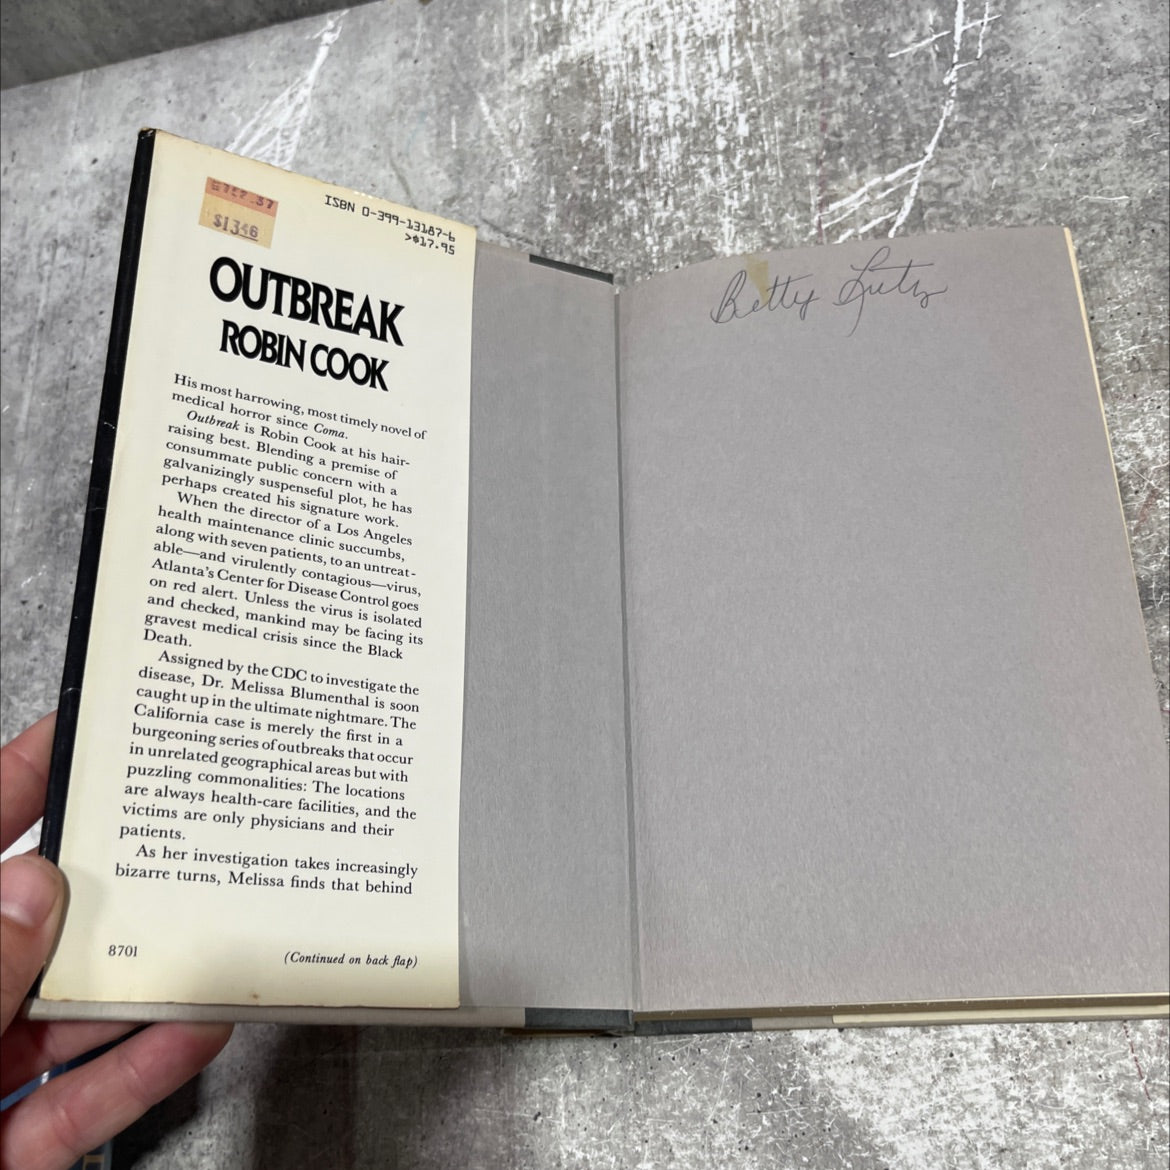 $13.46
ISBN 0-399-13187-6
>$17.95
OUTBREAK
ROBIN COOK
His most harrowing, most timely novel of
medical horror since Coma.
Outbreak is Robin Cook at his hair-
raising best. Blending a premise of
consummate public concern with a
galvanizingly suspenseful plot, he has
perhaps created his signature work.
When the director of a Los Angeles
health maintenance clinic succumbs,
along with seven patients, to an untreat-
able—and virulently contagious—virus,
Atlanta's Center for Disease Control goes
on red alert. Unless the virus is isolated
and checked, mankind may be facing its
gravest medical crisis since the Black
Death.
Assigned by the CDC to investigate the
disease, Dr. Melissa Blumenthal is soon
caught up in the ultimate nightmare. The
California case is merely the first in a
burgeoning series of outbreaks that occur
in unrelated geographical areas but with
puzzling commonalities: The locations
are always health-care facilities, and the
victims are only physicians and their
patients.
As her investigation takes increasingly
bizarre turns, Melissa finds that behind
8701
(Continued on back flap)
Betty Lutz